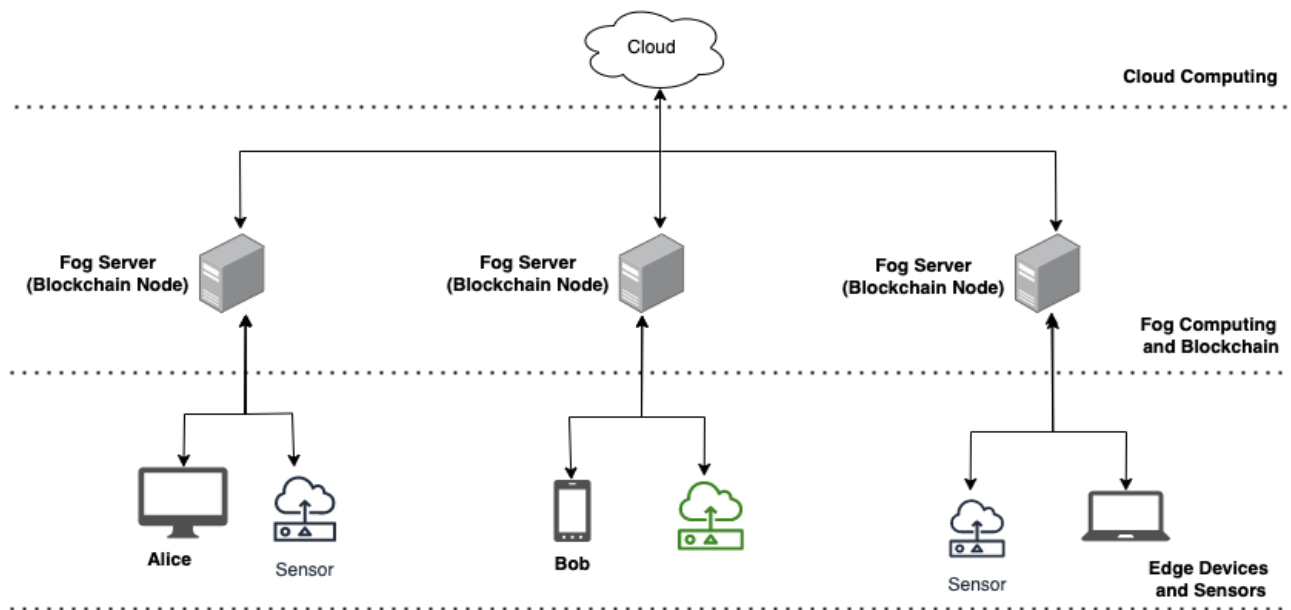 Cloud
Cloud Computing
Fog Server
(Blockchain Node)
Fog Server
(Blockchain Node)
Fog Server
(Blockchain Node)
Fog Computing
and Blockchain
Alice
Sensor
Bob
Sensor
Edge Devices
and Sensors